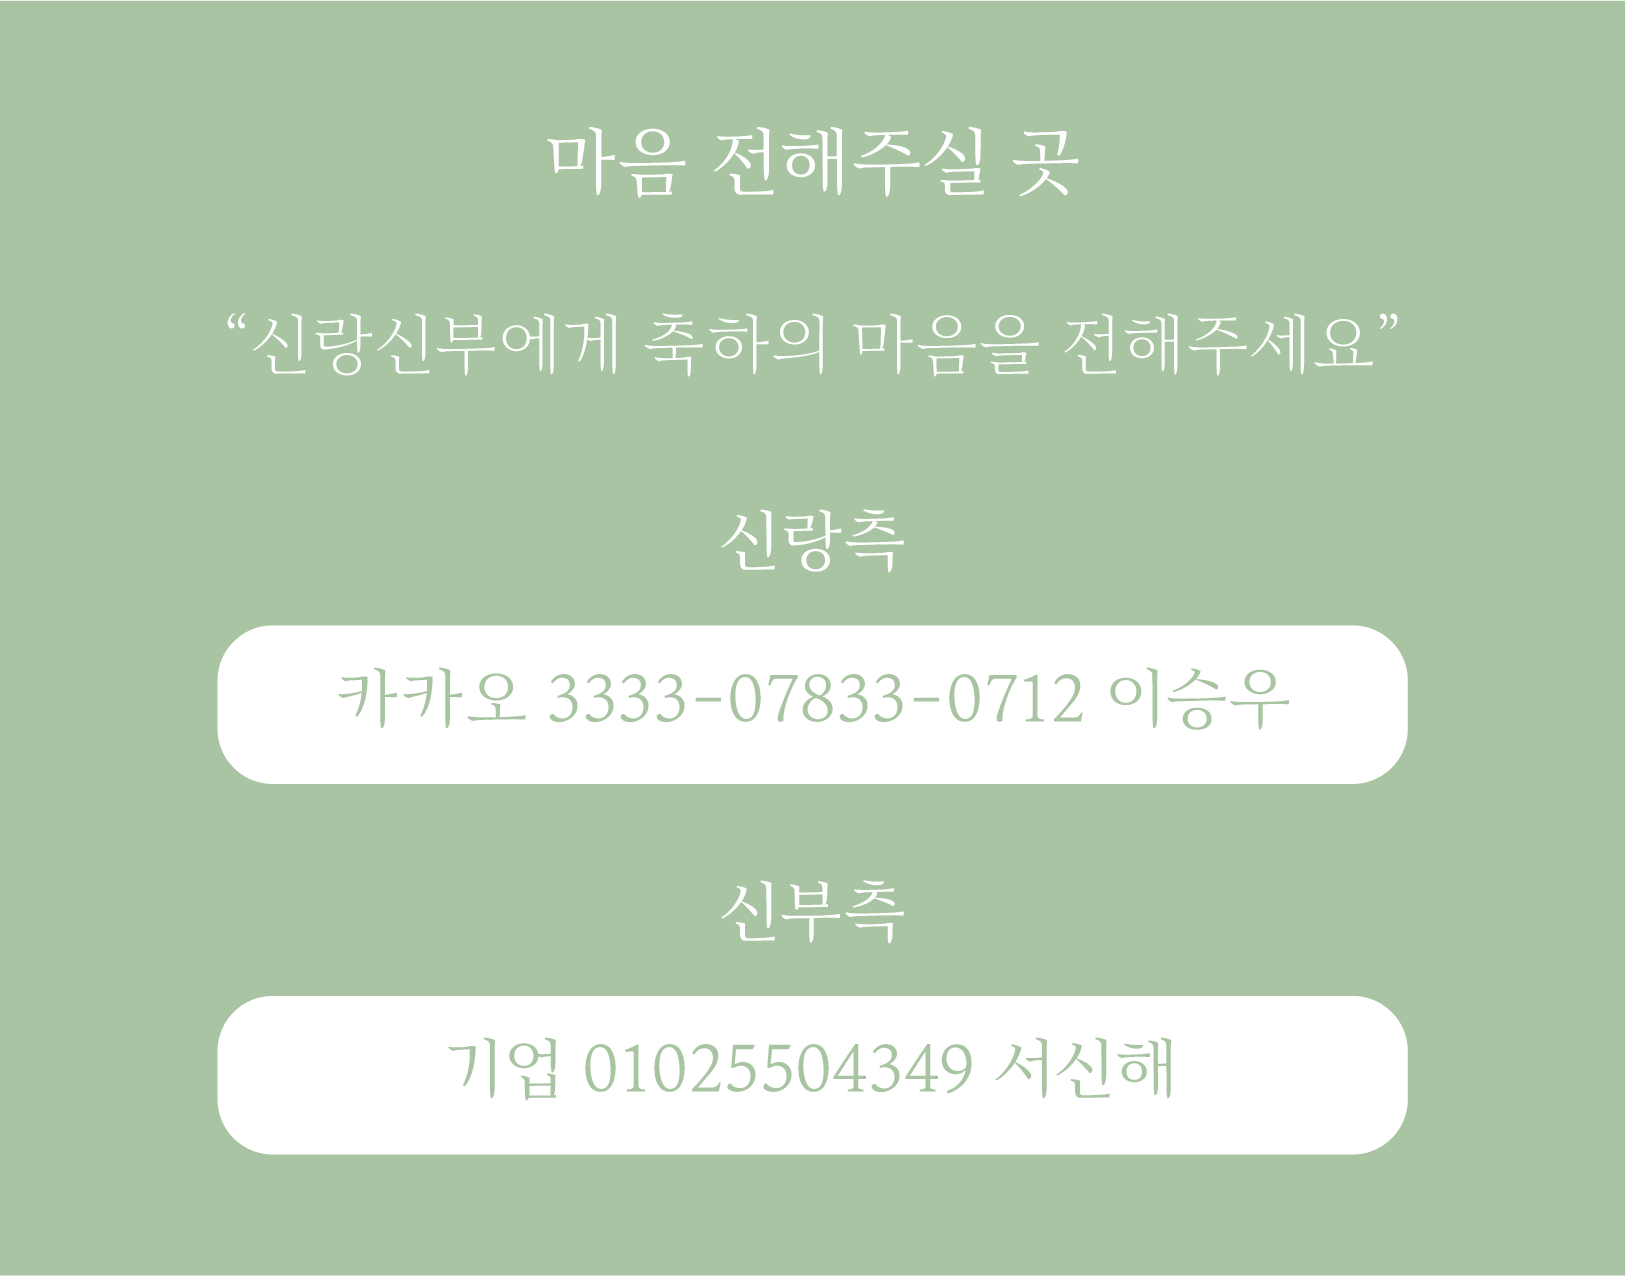 마음 전해주실 곳
“신랑신부에게 축하의 마음을 전해주세요”
신랑측
카카오 3333-07833-0712 이승우
신부측
기업 01025504349 서신해